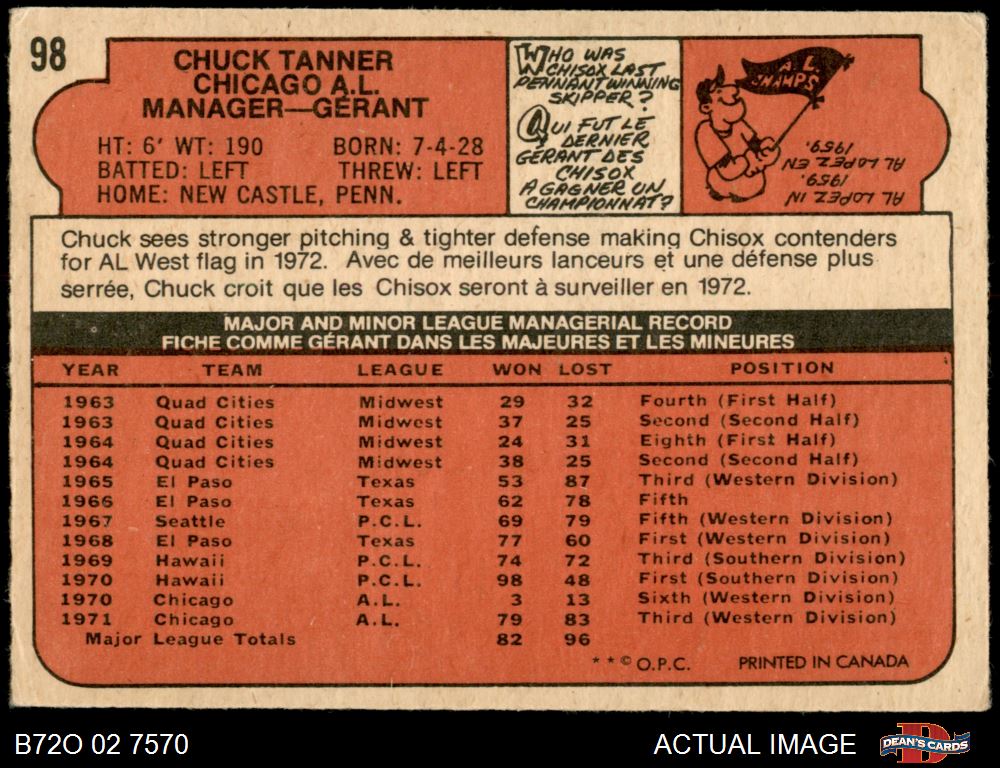 98
CHUCK TANNER
CHICAGO A.L.
MANAGER—GÉRANT
HT: 6' WT: 190 BORN: 7-4-28
BATTED: LEFT THREW: LEFT
HOME: NEW CASTLE, PENN.
WHO WAS
CHISOX LAST
PENNANT WINNING
SKIPPER?
QUI FUT LE
DERNIER
GERANT DES
CHISOX
A GAGNER UN
CHAMPIONNAT?
A L
CHAMPS
AL LOPEZ IN
1959.
AL LOPEZ EN
1959.
Chuck sees stronger pitching & tighter defense making Chisox contenders
for AL West flag in 1972. Avec de meilleurs lanceurs et une défense plus
serrée, Chuck croit que les Chisox seront à surveiller en 1972.
MAJOR AND MINOR LEAGUE MANAGERIAL RECORD
FICHE COMME GÉRANT DANS LES MAJEURES ET LES MINEURES
YEAR TEAM LEAGUE WON LOST POSITION
1963 Quad Cities Midwest 29 32 Fourth (First Half)
1963 Quad Cities Midwest 37 25 Second (Second Half)
1964 Quad Cities Midwest 24 31 Eighth (First Half)
1964 Quad Cities Midwest 38 25 Second (Second Half)
1965 El Paso Texas 53 87 Third (Western Division)
1966 El Paso Texas 62 78 Fifth
1967 Seattle P.C.L. 69 79 Fifth (Western Division)
1968 El Paso Texas 77 60 First (Western Division)
1969 Hawaii P.C.L. 74 72 Third (Southern Division)
1970 Hawaii P.C.L. 98 48 First (Southern Division)
1970 Chicago A.L. 3 13 Sixth (Western Division)
1971 Chicago A.L. 79 83 Third (Western Division)
Major League Totals 82 96
**© O.P.C. PRINTED IN CANADA
B72O 02 7570
ACTUAL IMAGE
DEAN'S CARDS